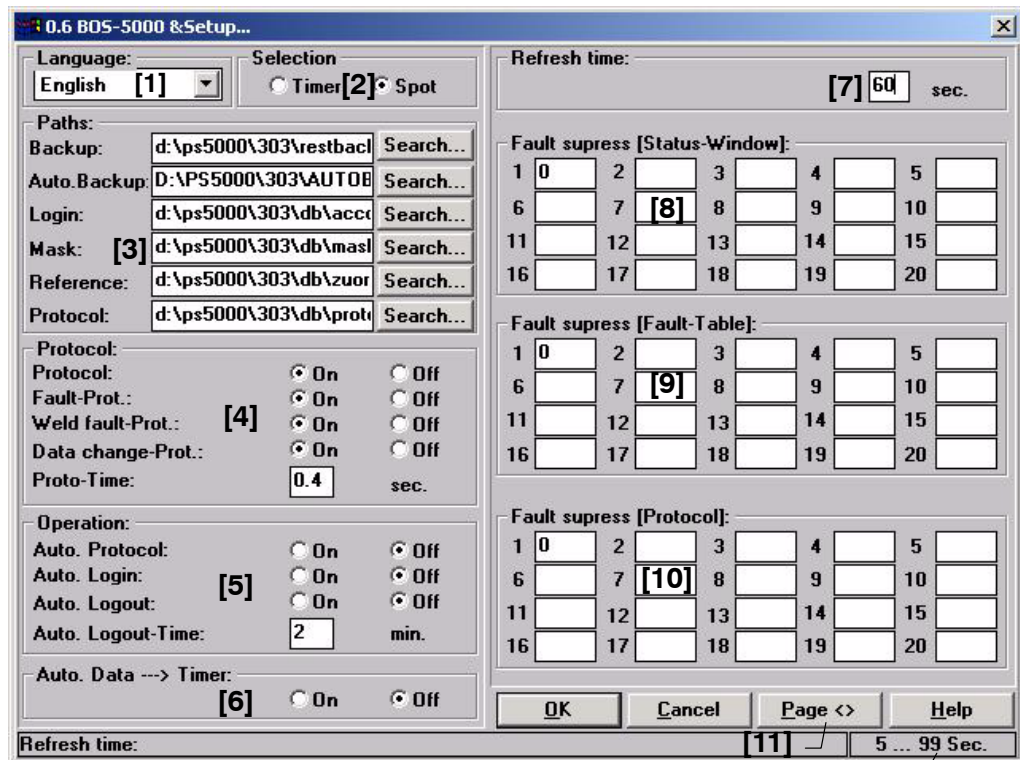 0.6 BOS-5000 &Setup...
Language:
English [1]
Selection
Timer [2] Spot
Paths:
Backup: d:\ps5000\303\restbacl Search...
Auto.Backup: D:\PS5000\303\AUTOB Search...
Login: d:\ps5000\303\db\acco Search...
Mask: [3] d:\ps5000\303\db\masl Search...
Reference: d:\ps5000\303\db\zuor Search...
Protocol: d:\ps5000\303\db\proto Search...
Protocol:
Protocol: On Off
Fault-Prot.: On Off
Weld fault-Prot.: [4] On Off
Data change-Prot.: On Off
Proto-Time: 0.4 sec.
Operation:
Auto. Protocol: On Off
Auto. Login: [5] On Off
Auto. Logout: On Off
Auto. Logout-Time: 2 min.
Auto. Data ---> Timer:
[6] On Off
Refresh time:
[7] 60 sec.
Fault supress [Status-Window]:
1 0 2 3 4 5
6 7 [8] 8 9 10
11 12 13 14 15
16 17 18 19 20
Fault supress [Fault-Table]:
1 0 2 3 4 5
6 7 [9] 8 9 10
11 12 13 14 15
16 17 18 19 20
Fault supress [Protocol]:
1 0 2 3 4 5
6 7 [10] 8 9 10
11 12 13 14 15
16 17 18 19 20
OK Cancel Page <> Help
Refresh time: [11] 5 ... 99 Sec.